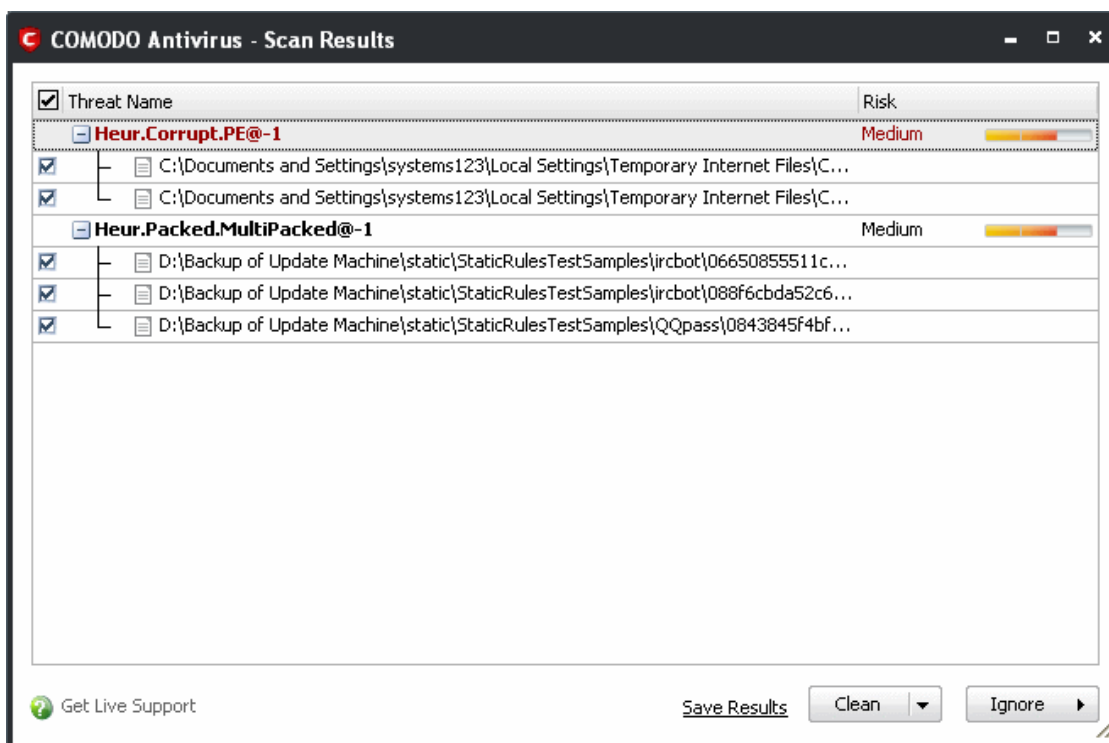 COMODO Antivirus - Scan Results
Threat Name Risk
Heur.Corrupt.PE@-1 Medium
C:\Documents and Settings\systems123\Local Settings\Temporary Internet Files\C...
C:\Documents and Settings\systems123\Local Settings\Temporary Internet Files\C...
Heur.Packed.MultiPacked@-1 Medium
D:\Backup of Update Machine\static\StaticRulesTestSamples\ircbot\06650855511c...
D:\Backup of Update Machine\static\StaticRulesTestSamples\ircbot\088f6cbda52c6...
D:\Backup of Update Machine\static\StaticRulesTestSamples\QQpass\0843845f4bf...
Get Live Support Save Results Clean Ignore